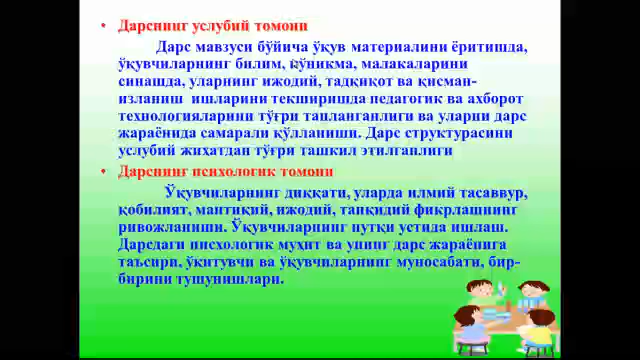 • Дарснинг услубий томони
Дарс мавзуси бўйича ўқув материалини ёритишда,
ўқувчиларнинг билим, кўникма, малакаларини
синашда, уларнинг ижодий, тадқиқот ва қисман-
изланиш ишларини текширишда педагогик ва ахборот
технологияларини тўғри танланганлиги ва уларни дарс
жараёнида самарали қўлланиши. Дарс структурасини
услубий жиҳатдан тўғри ташкил этилганлиги
• Дарснинг психологик томони
Ўқувчиларнинг диққати, уларда илмий тасаввур,
қобилият, мантиқий, ижодий, танқидий фикрлашнинг
ривожланиши. Ўқувчиларнинг нутқи устида ишлаш.
Дарсдаги писхологик муҳит ва унинг дарс жараёнига
таъсири, ўқитувчи ва ўқувчиларнинг муносабати, бир-
бирини тушунишлари.